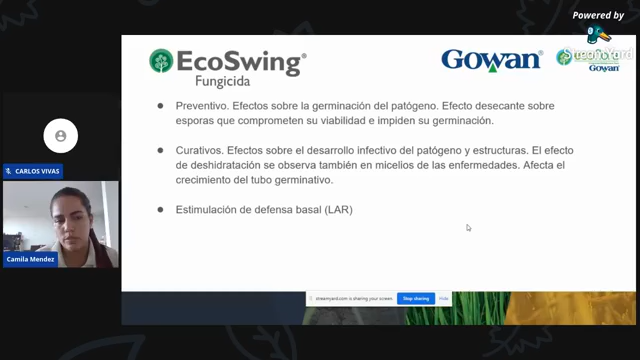 Powered by
StreamYard
EcoSwing®
Fungicida
Gowan®
Gowan
● Preventivo. Efectos sobre la germinación del patógeno. Efecto desecante sobre
esporas que comprometen su viabilidad e impiden su germinación.
● Curativos. Efectos sobre el desarrollo infectivo del patógeno y estructuras. El efecto
de deshidratación se observa también en micelios de las enfermedades. Afecta el
crecimiento del tubo germinativo.
● Estimulación de defensa basal (LAR)
CARLOS VIVAS
Camila Mendez
streamyard.com is sharing your screen.
Stop sharing
Hide